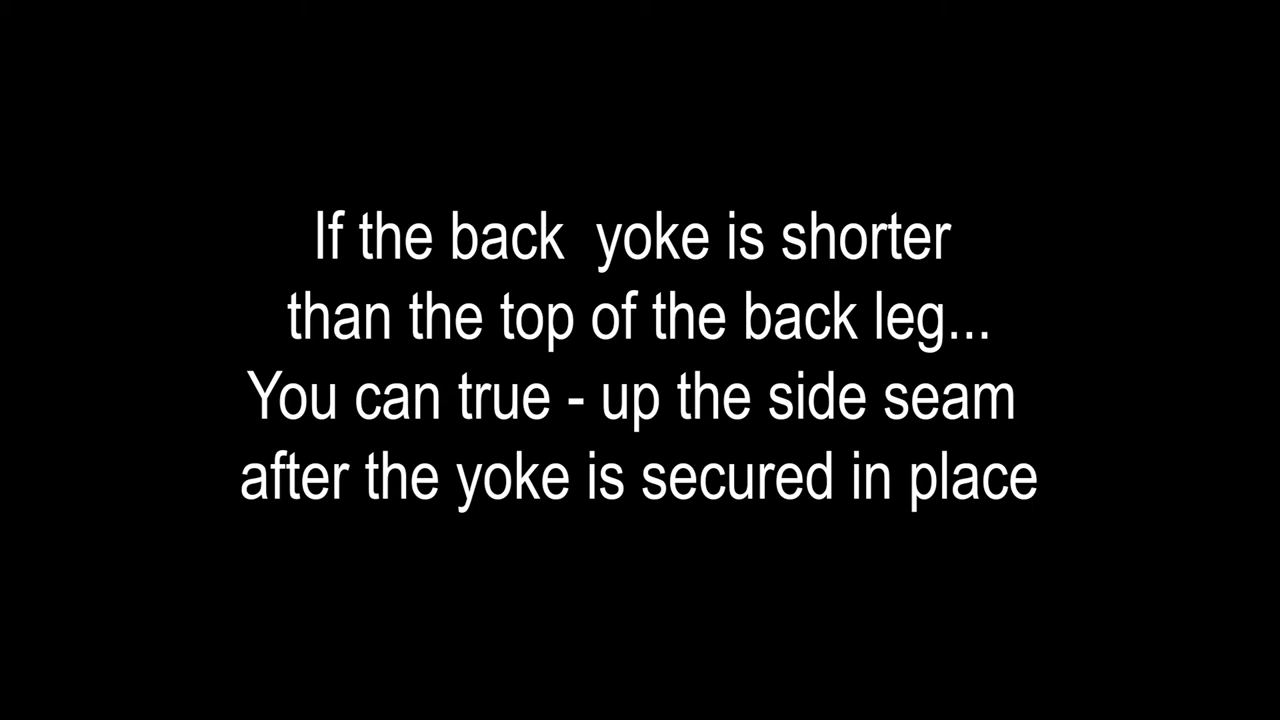 If the back  yoke is shorter
than the top of the back leg...
You can true - up the side seam
after the yoke is secured in place